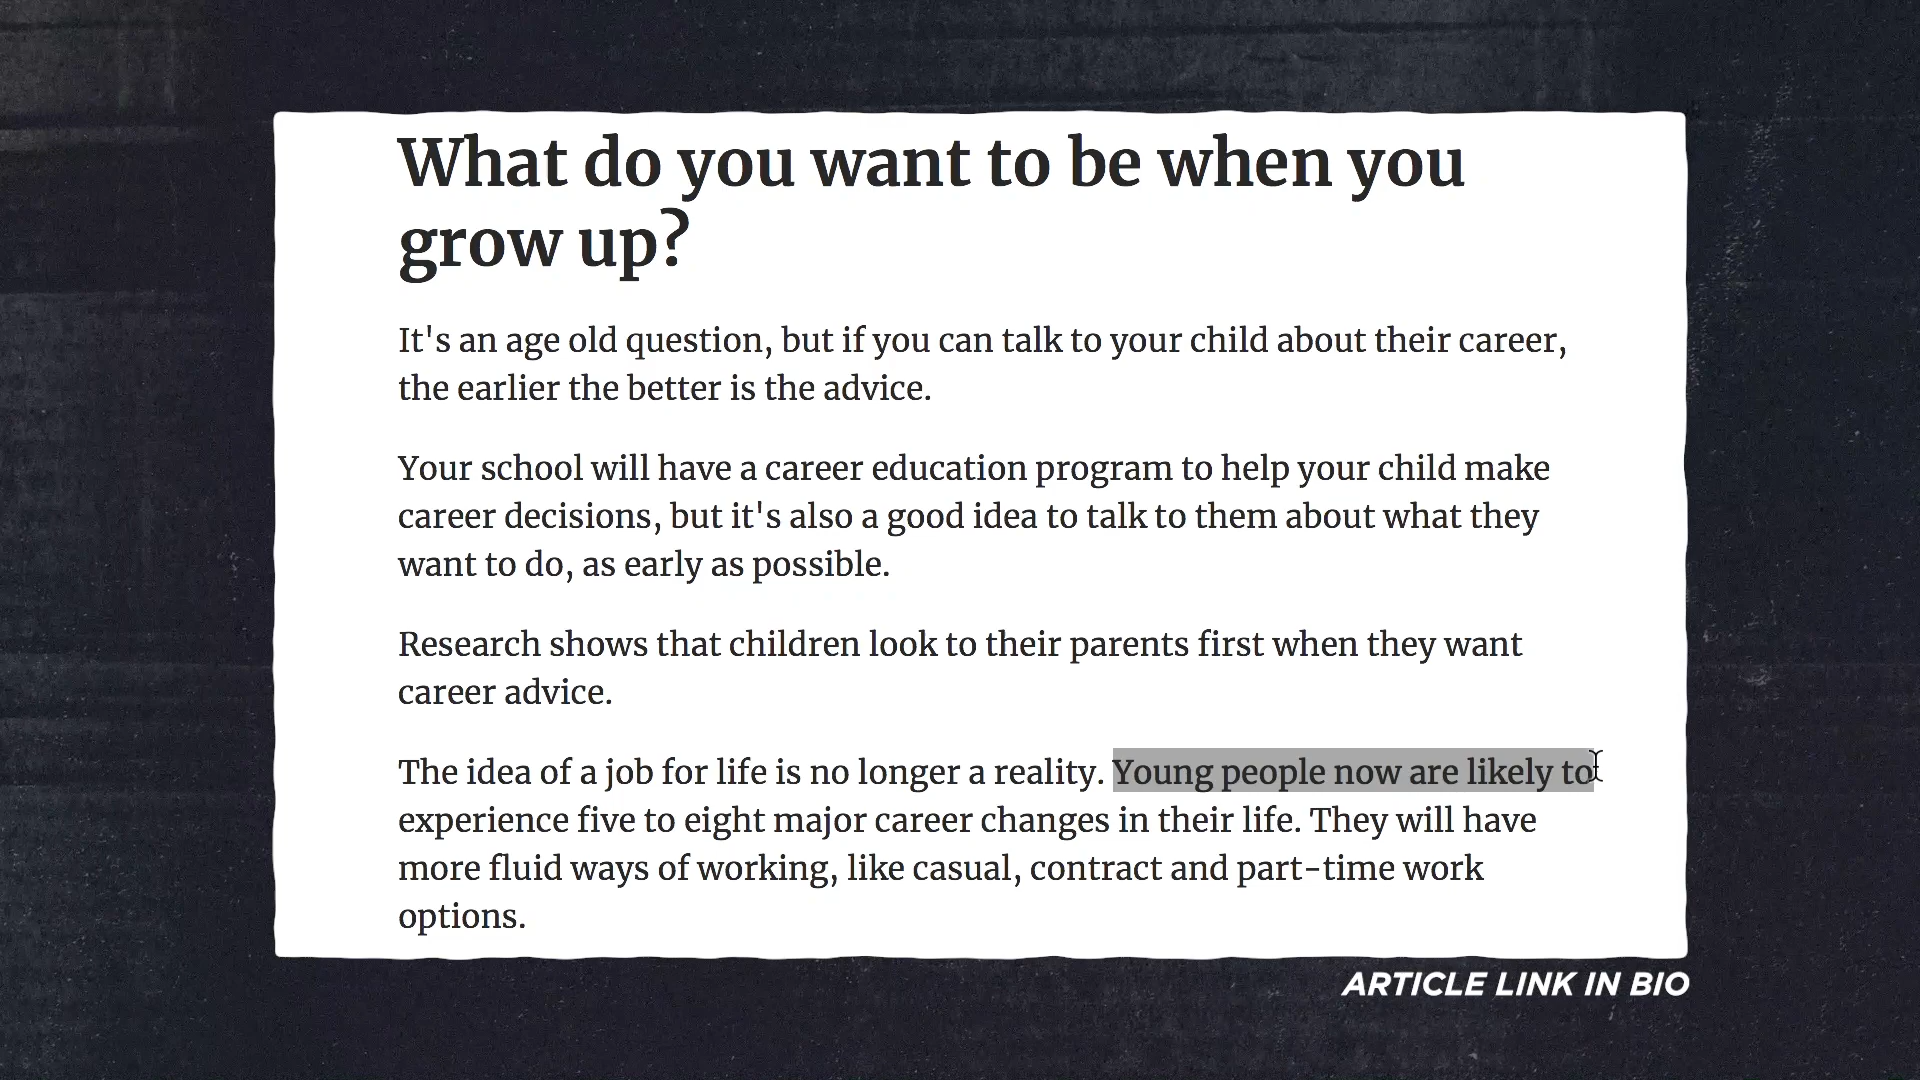 What do you want to be when you
grow up?
It's an age old question, but if you can talk to your child about their career,
the earlier the better is the advice.
Your school will have a career education program to help your child make
career decisions, but it's also a good idea to talk to them about what they
want to do, as early as possible.
Research shows that children look to their parents first when they want
career advice.
The idea of a job for life is no longer a reality. Young people now are likely to
experience five to eight major career changes in their life. They will have
more fluid ways of working, like casual, contract and part-time work
options.
ARTICLE LINK IN BIO